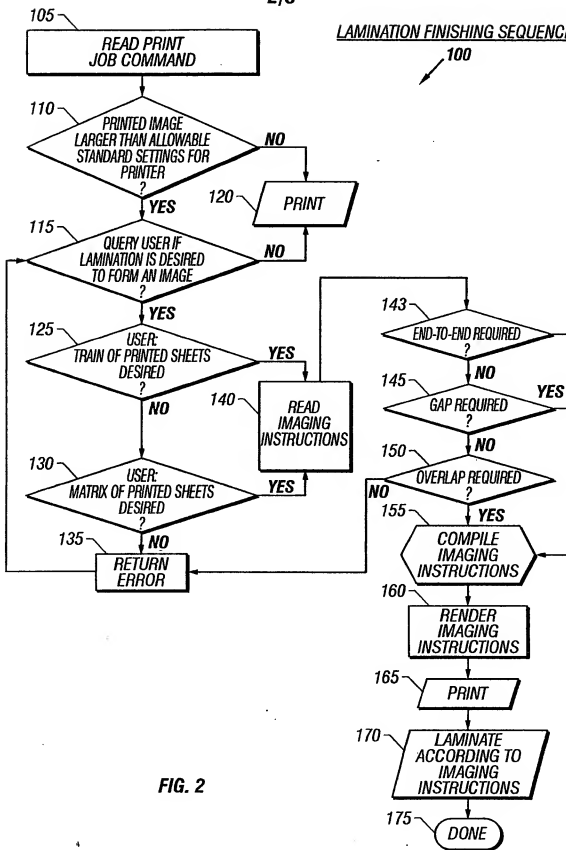 2/8
LAMINATION FINISHING SEQUENCE
100
105
READ PRINT
JOB COMMAND
110
PRINTED IMAGE
LARGER THAN ALLOWABLE
STANDARD SETTINGS FOR
PRINTER
?
NO
YES
120
PRINT
115
QUERY USER IF
LAMINATION IS DESIRED
TO FORM AN IMAGE
?
NO
YES
125
USER:
TRAIN OF PRINTED SHEETS
DESIRED
?
YES
NO
140
READ
IMAGING
INSTRUCTIONS
130
USER:
MATRIX OF PRINTED SHEETS
DESIRED
?
YES
NO
135
RETURN
ERROR
143
END-TO-END REQUIRED
?
NO
145
GAP REQUIRED
?
YES
NO
150
OVERLAP REQUIRED
?
NO
YES
155
COMPILE
IMAGING
INSTRUCTIONS
160
RENDER
IMAGING
INSTRUCTIONS
165
PRINT
170
LAMINATE
ACCORDING TO
IMAGING
INSTRUCTIONS
175
DONE
FIG. 2